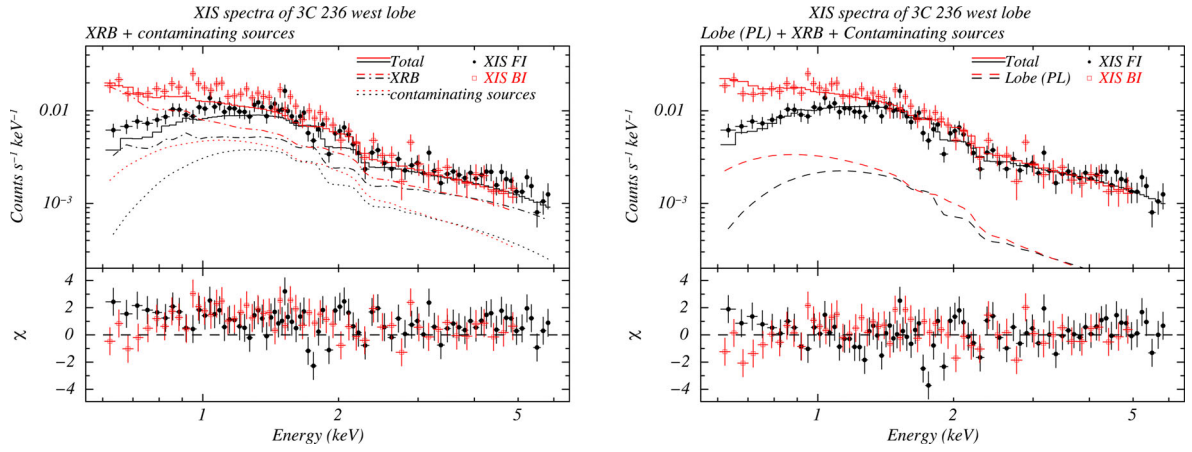 XIS spectra of 3C 236 west lobe
XRB + contaminating sources
Total XIS FI
XRB XIS BI
contaminating sources
Counts s⁻¹ keV⁻¹
0.01
10⁻³
χ
4
2
0
−2
−4
1 2 5
Energy (keV)
XIS spectra of 3C 236 west lobe
Lobe (PL) + XRB + Contaminating sources
Total XIS FI
Lobe (PL) XIS BI
Counts s⁻¹ keV⁻¹
0.01
10⁻³
χ
4
2
0
−2
−4
1 2 5
Energy (keV)